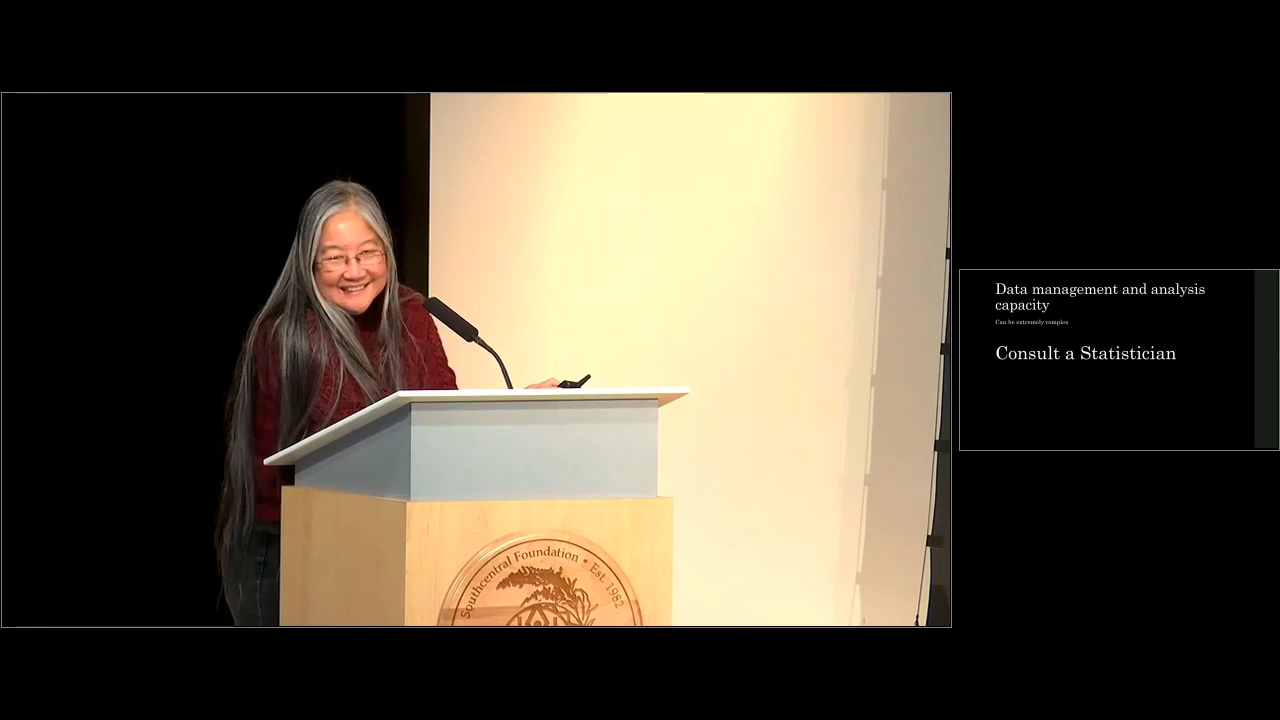 Southcentral Foundation • Est. 1982
Data management and analysis
capacity
Can be extremely complex
Consult a Statistician